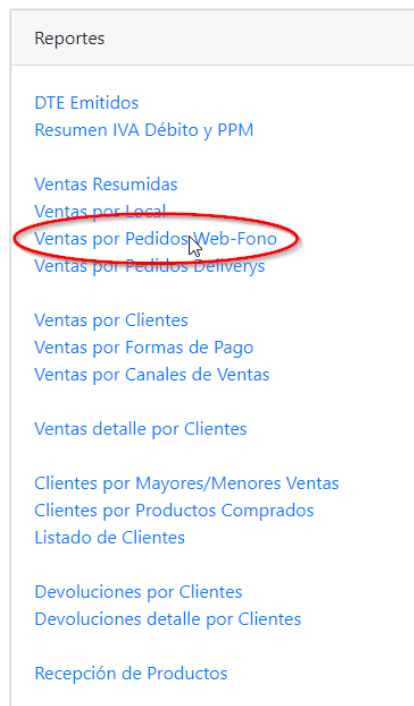 Reportes
DTE Emitidos
Resumen IVA Débito y PPM
Ventas Resumidas
Ventas por Local
Ventas por Pedidos Web-Fono
Ventas por Pedidos Deliverys
Ventas por Clientes
Ventas por Formas de Pago
Ventas por Canales de Ventas
Ventas detalle por Clientes
Clientes por Mayores/Menores Ventas
Clientes por Productos Comprados
Listado de Clientes
Devoluciones por Clientes
Devoluciones detalle por Clientes
Recepción de Productos